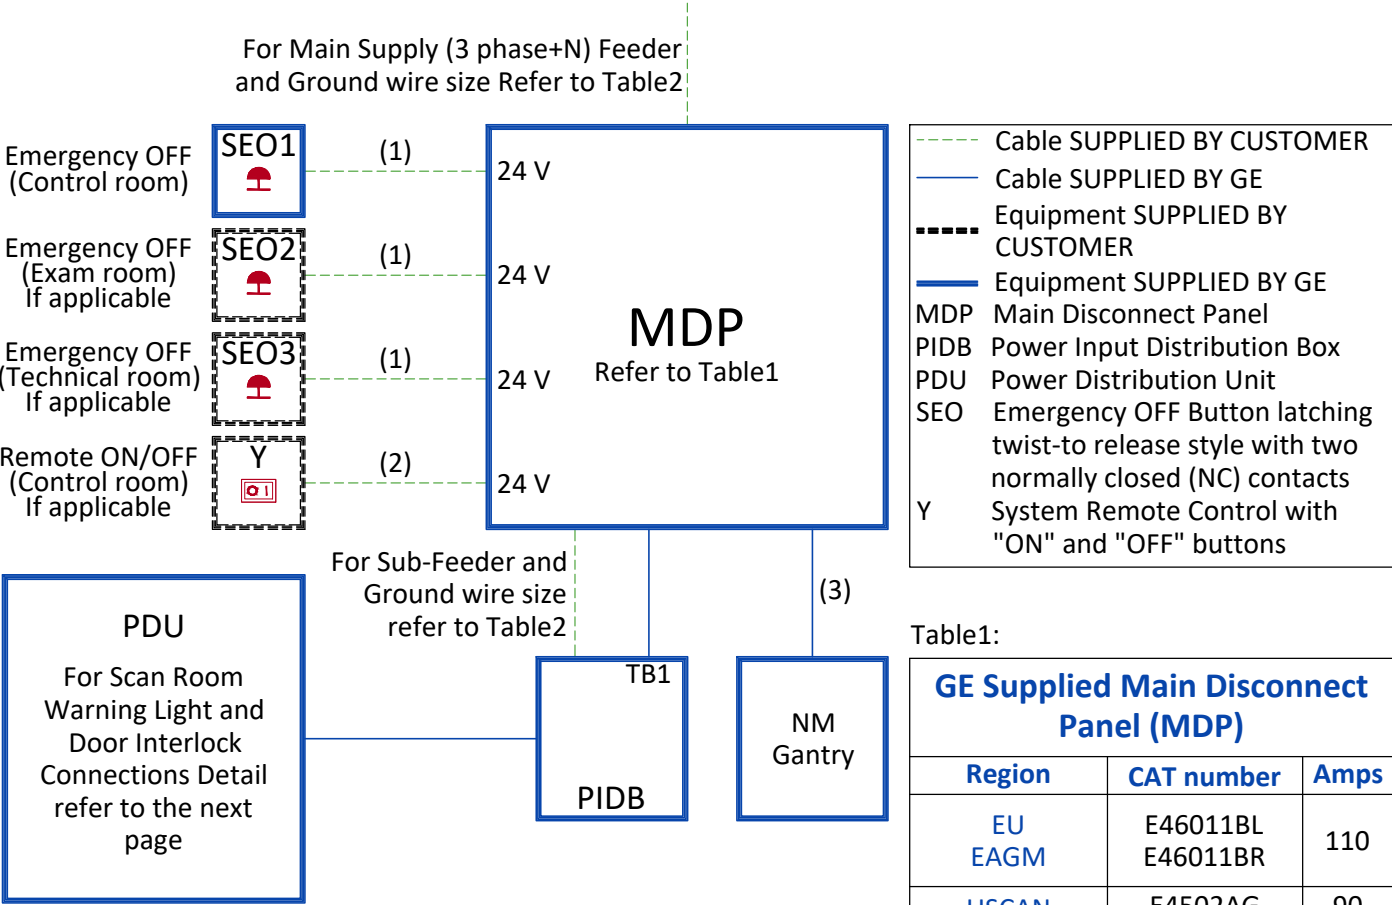 For Main Supply (3 phase+N) Feeder
and Ground wire size Refer to Table2
Emergency OFF
(Control room)
SEO1
(1)
24 V
Emergency OFF
(Exam room)
If applicable
SEO2
(1)
24 V
Emergency OFF
(Technical room)
If applicable
SEO3
(1)
24 V
Remote ON/OFF
(Control room)
If applicable
Y
(2)
24 V
MDP
Refer to Table1
For Sub-Feeder and
Ground wire size
refer to Table2
(3)
PDU
For Scan Room
Warning Light and
Door Interlock
Connections Detail
refer to the next
page
TB1
PIDB
NM
Gantry
Cable SUPPLIED BY CUSTOMER
Cable SUPPLIED BY GE
Equipment SUPPLIED BY
CUSTOMER
Equipment SUPPLIED BY GE
MDP Main Disconnect Panel
PIDB Power Input Distribution Box
PDU Power Distribution Unit
SEO Emergency OFF Button latching
twist-to release style with two
normally closed (NC) contacts
Y System Remote Control with
"ON" and "OFF" buttons
Table1:
GE Supplied Main Disconnect
Panel (MDP)
Region CAT number Amps
EU E46011BL
EAGM E46011BR
110
USCAN E4502AG 90